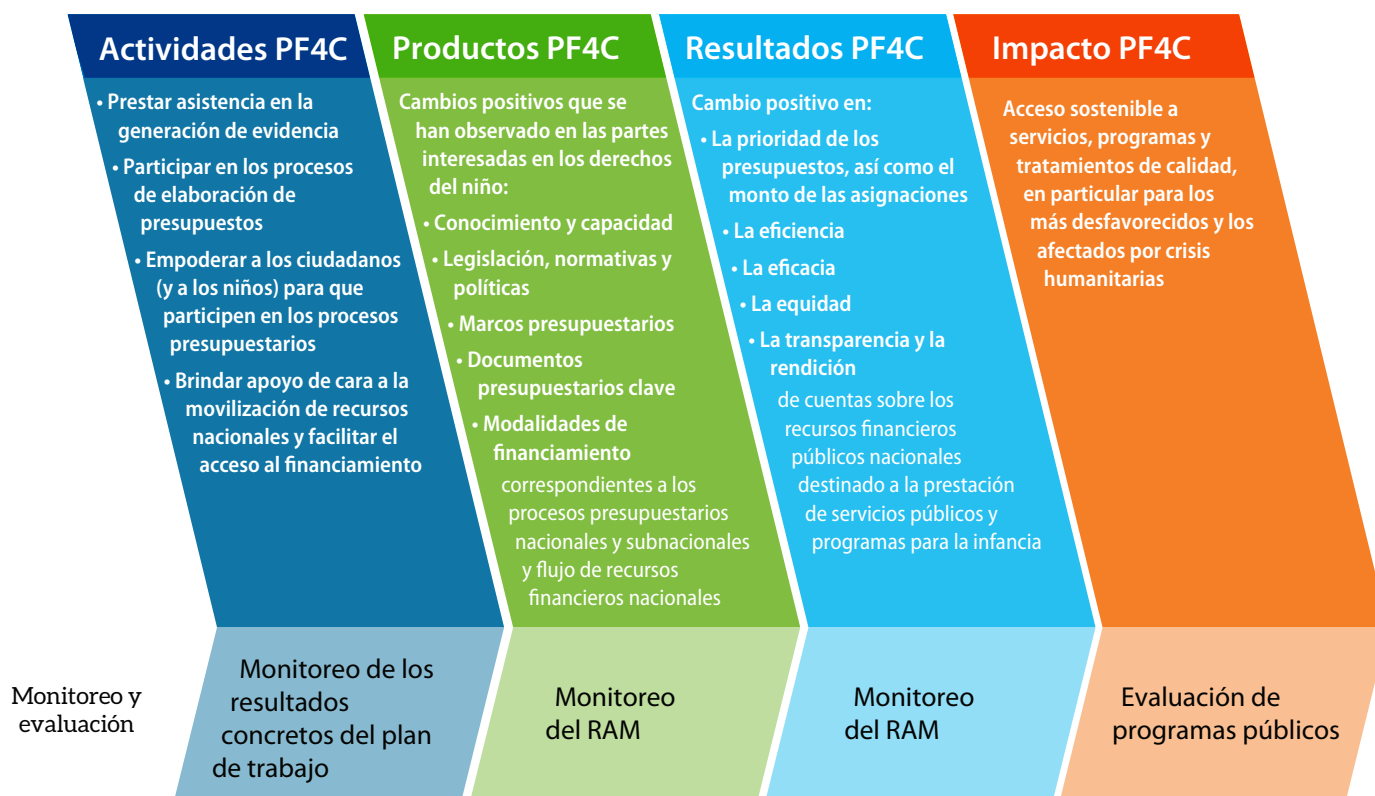 Actividades PF4C
• Prestar asistencia en la
generación de evidencia
• Participar en los procesos
de elaboración de
presupuestos
• Empoderar a los ciudadanos
(y a los niños) para que
participen en los procesos
presupuestarios
• Brindar apoyo de cara a la
movilización de recursos
nacionales y facilitar el
acceso al financiamiento
Productos PF4C
Cambios positivos que se
han observado en las partes
interesadas en los derechos
del niño:
• Conocimiento y capacidad
• Legislación, normativas y
políticas
• Marcos presupuestarios
• Documentos
presupuestarios clave
• Modalidades de
financiamiento
correspondientes a los
procesos presupuestarios
nacionales y subnacionales
y flujo de recursos
financieros nacionales
Resultados PF4C
Cambio positivo en:
• La prioridad de los
presupuestos, así como el
monto de las asignaciones
• La eficiencia
• La eficacia
• La equidad
• La transparencia y la
rendición
de cuentas sobre los
recursos financieros
públicos nacionales
destinado a la prestación
de servicios públicos y
programas para la infancia
Impacto PF4C
Acceso sostenible a
servicios, programas y
tratamientos de calidad,
en particular para los
más desfavorecidos y los
afectados por crisis
humanitarias
Monitoreo y
evaluación
Monitoreo de los
resultados
concretos del plan
de trabajo
Monitoreo
del RAM
Monitoreo
del RAM
Evaluación de
programas públicos